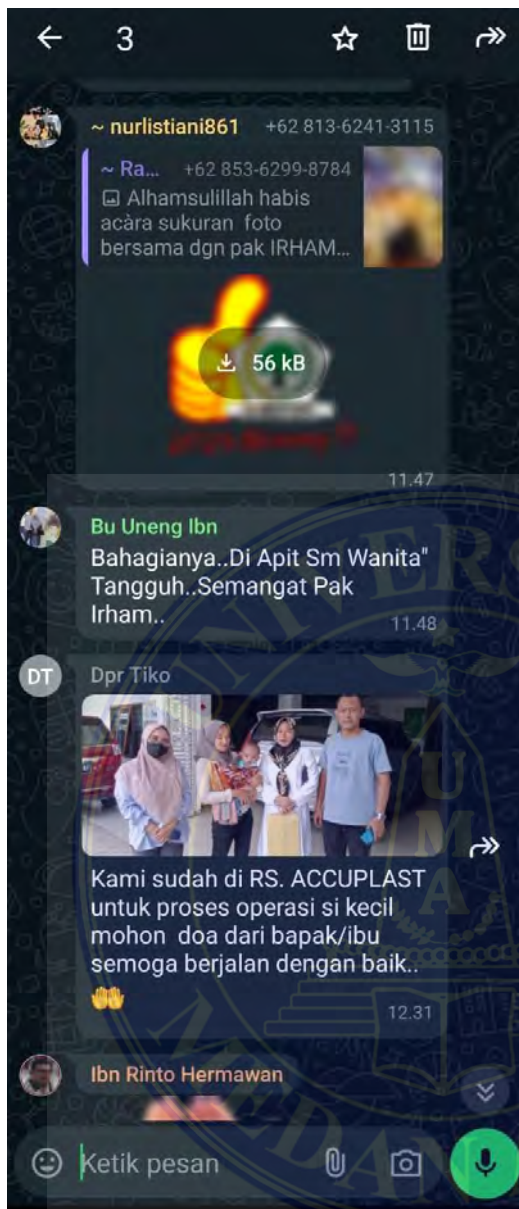 3
~ nurlistiani861 +62 813-6241-3115
~ Ra... +62 853-6299-8784
Alhamsulillah habis
acàra sukuran foto
bersama dgn pak IRHAM...
56 kB
11.47
Bu Uneng Ibn
Bahagianya..Di Apit Sm Wanita"
Tangguh..Semangat Pak
Irham..
11.48
DT
Dpr Tiko
Kami sudah di RS. ACCUPLAST
untuk proses operasi si kecil
mohon doa dari bapak/ibu
semoga berjalan dengan baik..
🤲
12.31
Ibn Rinto Hermawan
Ketik pesan
UNIVERS
UMA
MEDAN